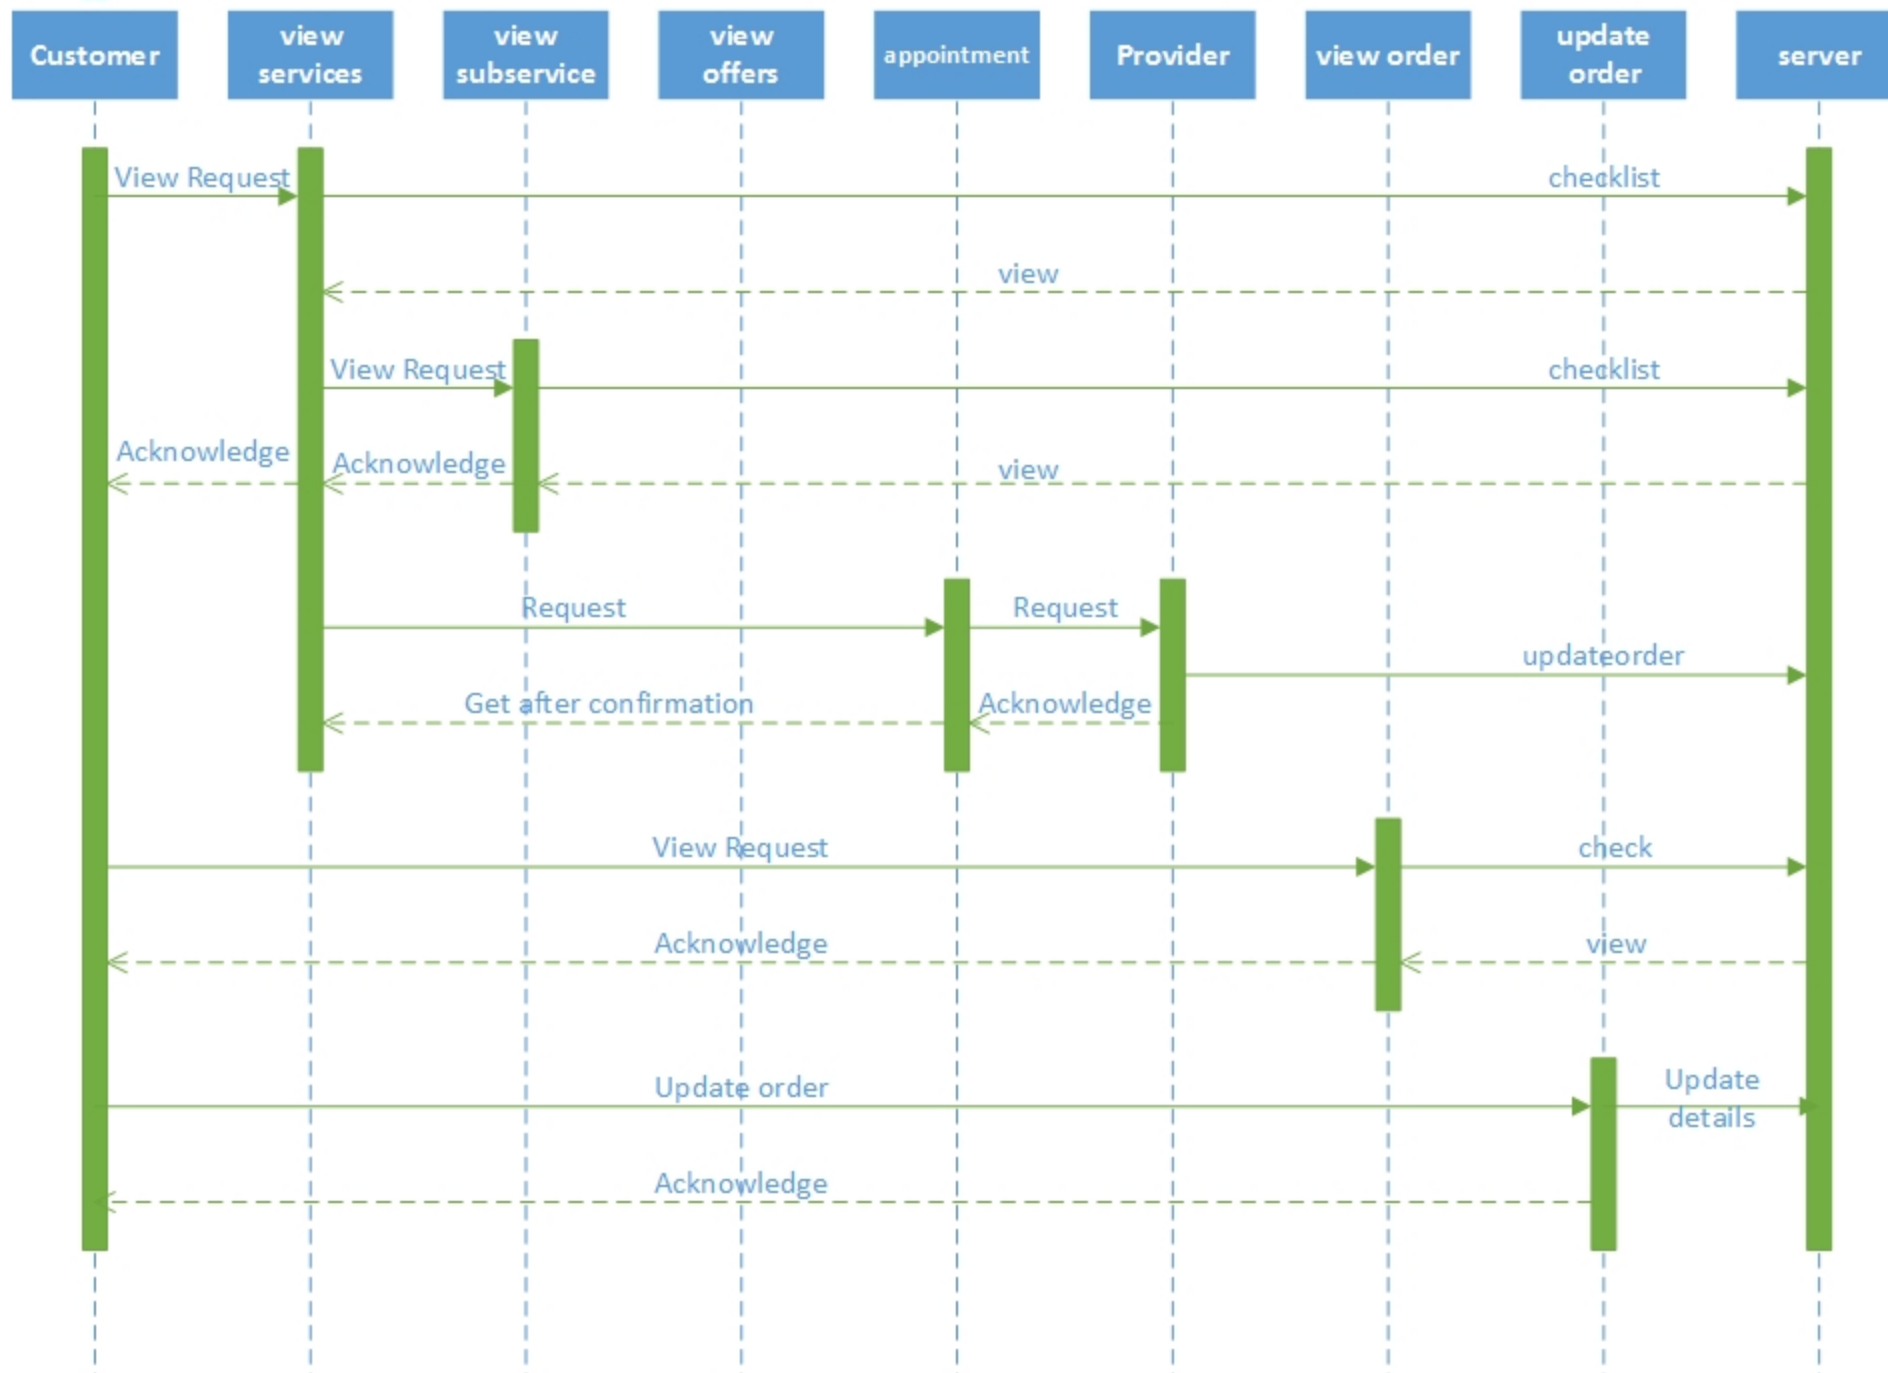 Customer
view
services
view
subservice
view
offers
appointment
Provider
view order
update
order
server
View Request
checklist
view
View Request
checklist
Acknowledge
Acknowledge
view
Request
Request
updateorder
Get after confirmation
Acknowledge
View Request
check
Acknowledge
view
Update order
Update
details
Acknowledge